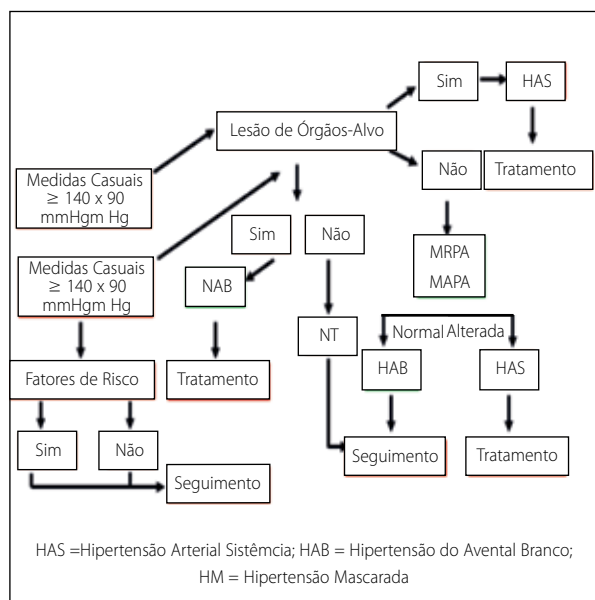 Sim
HAS
Lesão de Órgãos-Alvo
Medidas Casuais
≥ 140 x 90
mmHgm Hg
Não
Tratamento
Sim
Não
MRPA
MAPA
Medidas Casuais
≥ 140 x 90
mmHgm Hg
NAB
NT
Normal Alterada
Fatores de Risco
Tratamento
HAB
HAS
Sim
Não
Seguimento
Seguimento
Tratamento
HAS =Hipertensão Arterial Sistêmcia; HAB = Hipertensão do Avental Branco;
HM = Hipertensão Mascarada